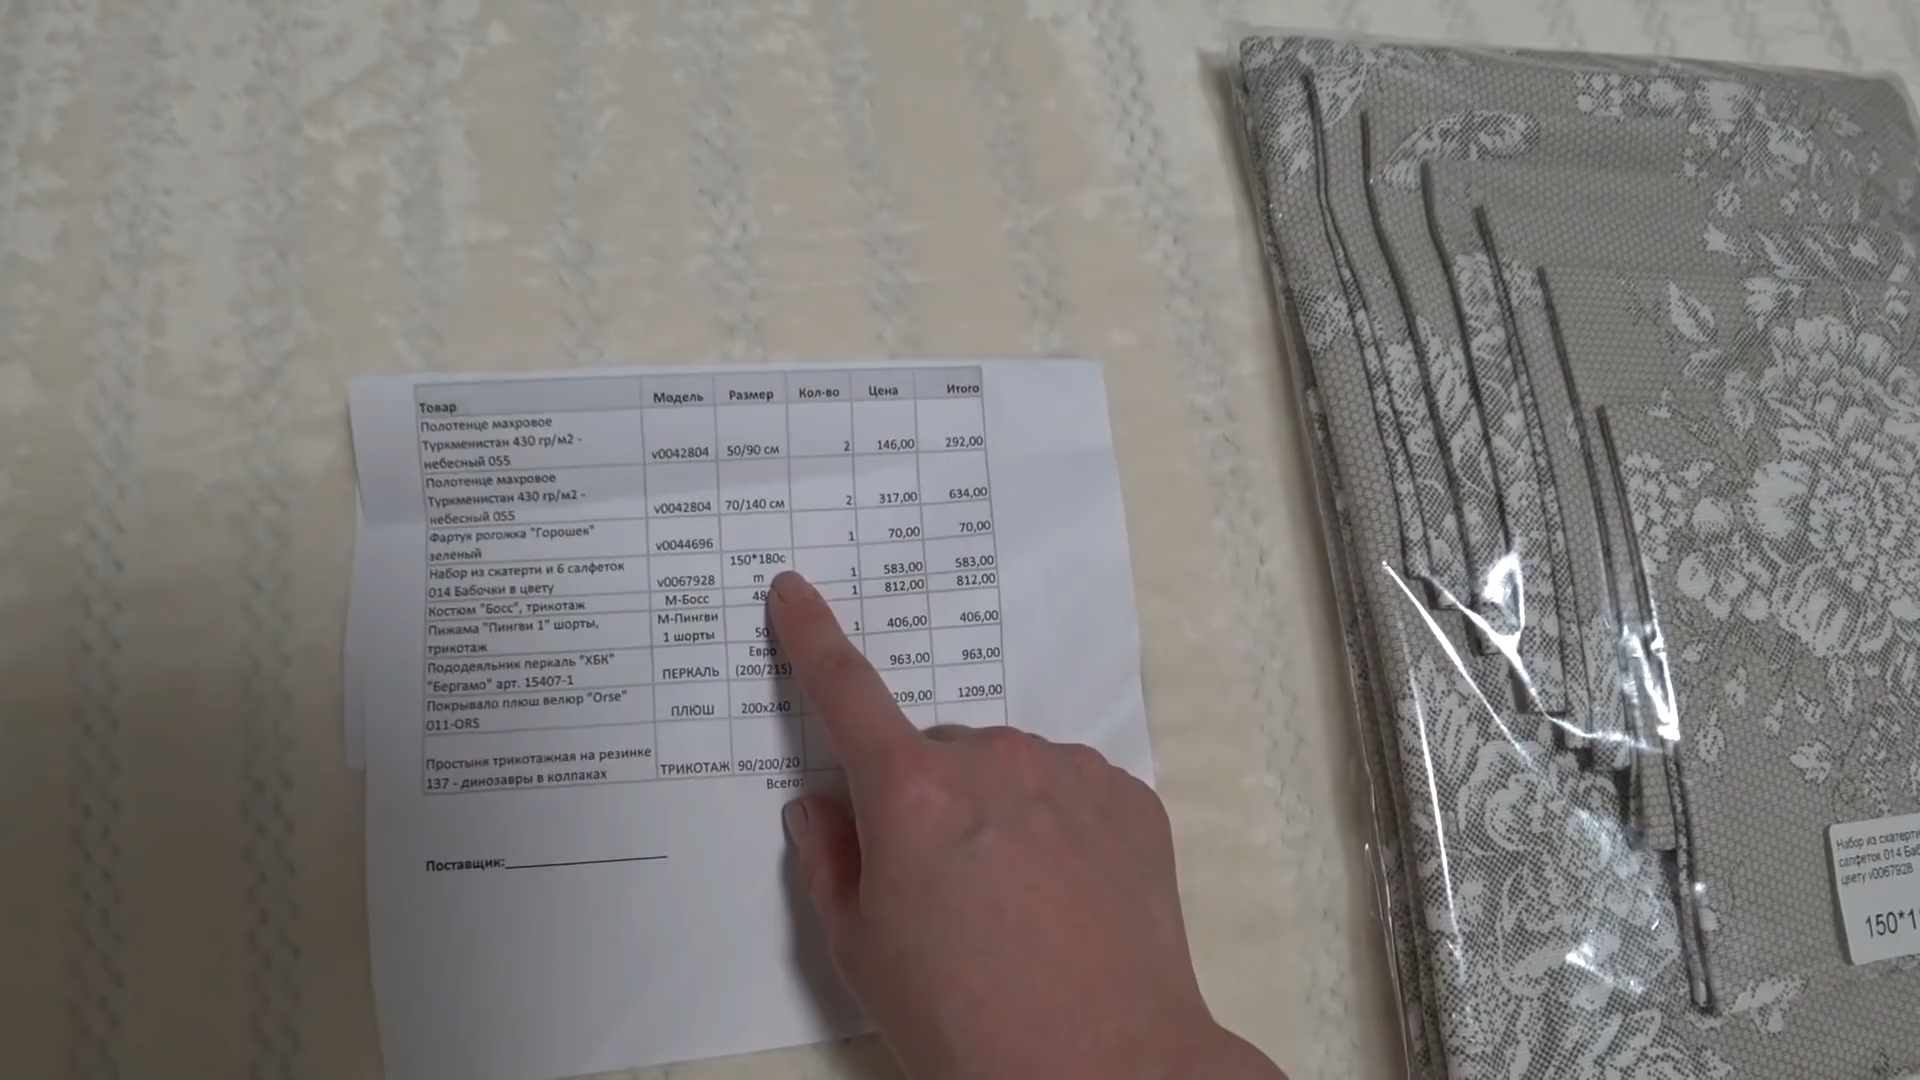 Товар Модель Размер Кол-во Цена Итого
Полотенце махровое
Туркменистан 430 гр/м2 -
небесный 055 v0042804 50/90 см 2 146,00 292,00
Полотенце махровое
Туркменистан 430 гр/м2 -
небесный 055 v0042804 70/140 см 2 317,00 634,00
Фартук рогожка "Горошек"
зеленый v0044696 1 70,00 70,00
Набор из скатерти и 6 салфеток 150*180с
014 Бабочки в цвету v0067928 m 1 583,00 583,00
Костюм "Босс", трикотаж М-Босс 48 1 812,00 812,00
Пижама "Пингви 1" шорты, М-Пингви
трикотаж 1 шорты 50 1 406,00 406,00
Пододеяльник перкаль "ХБК" Евро
"Бергамо" арт. 15407-1 ПЕРКАЛЬ (200/215) 963,00 963,00
Покрывало плюш велюр "Orse"
011-ORS ПЛЮШ 200x240 209,00 1209,00
Простыня трикотажная на резинке
137 - динозавры в колпаках ТРИКОТАЖ 90/200/20
Всего:
Поставщик:
Набор из скатерт
салфеток 014 Баб
цвету v0067928
150*1